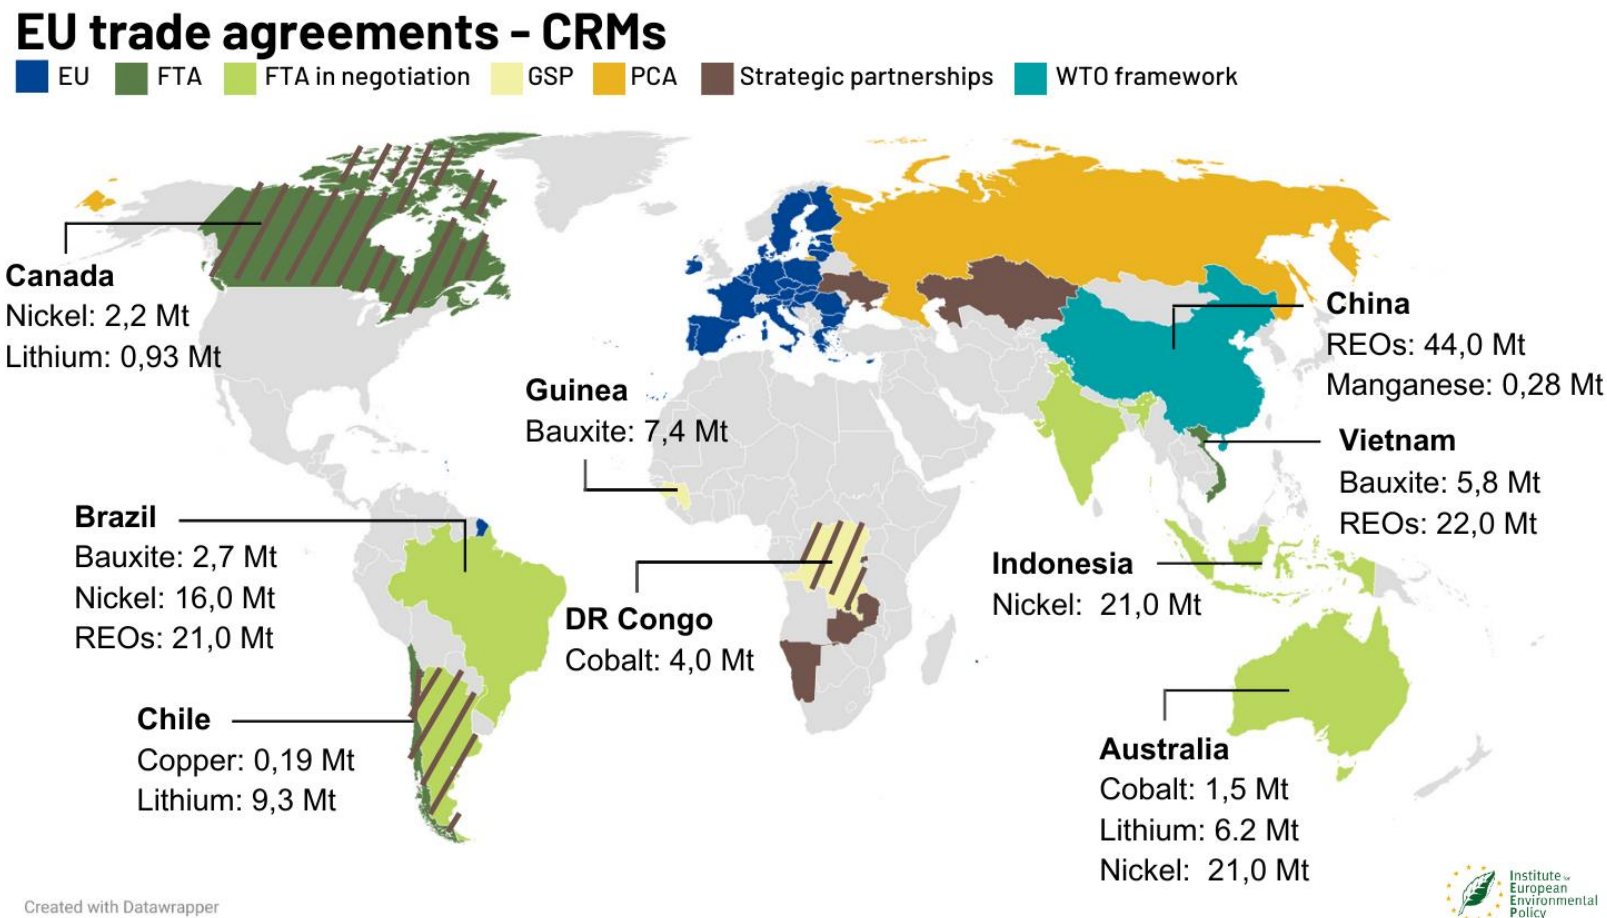 EU trade agreements - CRMs
EU FTA FTA in negotiation GSP PCA Strategic partnerships WTO framework
Canada
Nickel: 2,2 Mt
Lithium: 0,93 Mt
China
REOs: 44,0 Mt
Manganese: 0,28 Mt
Guinea
Bauxite: 7,4 Mt
Vietnam
Bauxite: 5,8 Mt
REOs: 22,0 Mt
Brazil
Bauxite: 2,7 Mt
Nickel: 16,0 Mt
REOs: 21,0 Mt
Indonesia
Nickel: 21,0 Mt
DR Congo
Cobalt: 4,0 Mt
Chile
Copper: 0,19 Mt
Lithium: 9,3 Mt
Australia
Cobalt: 1,5 Mt
Lithium: 6.2 Mt
Nickel: 21,0 Mt
Created with Datawrapper
Institute for
European
Environmental
Policy